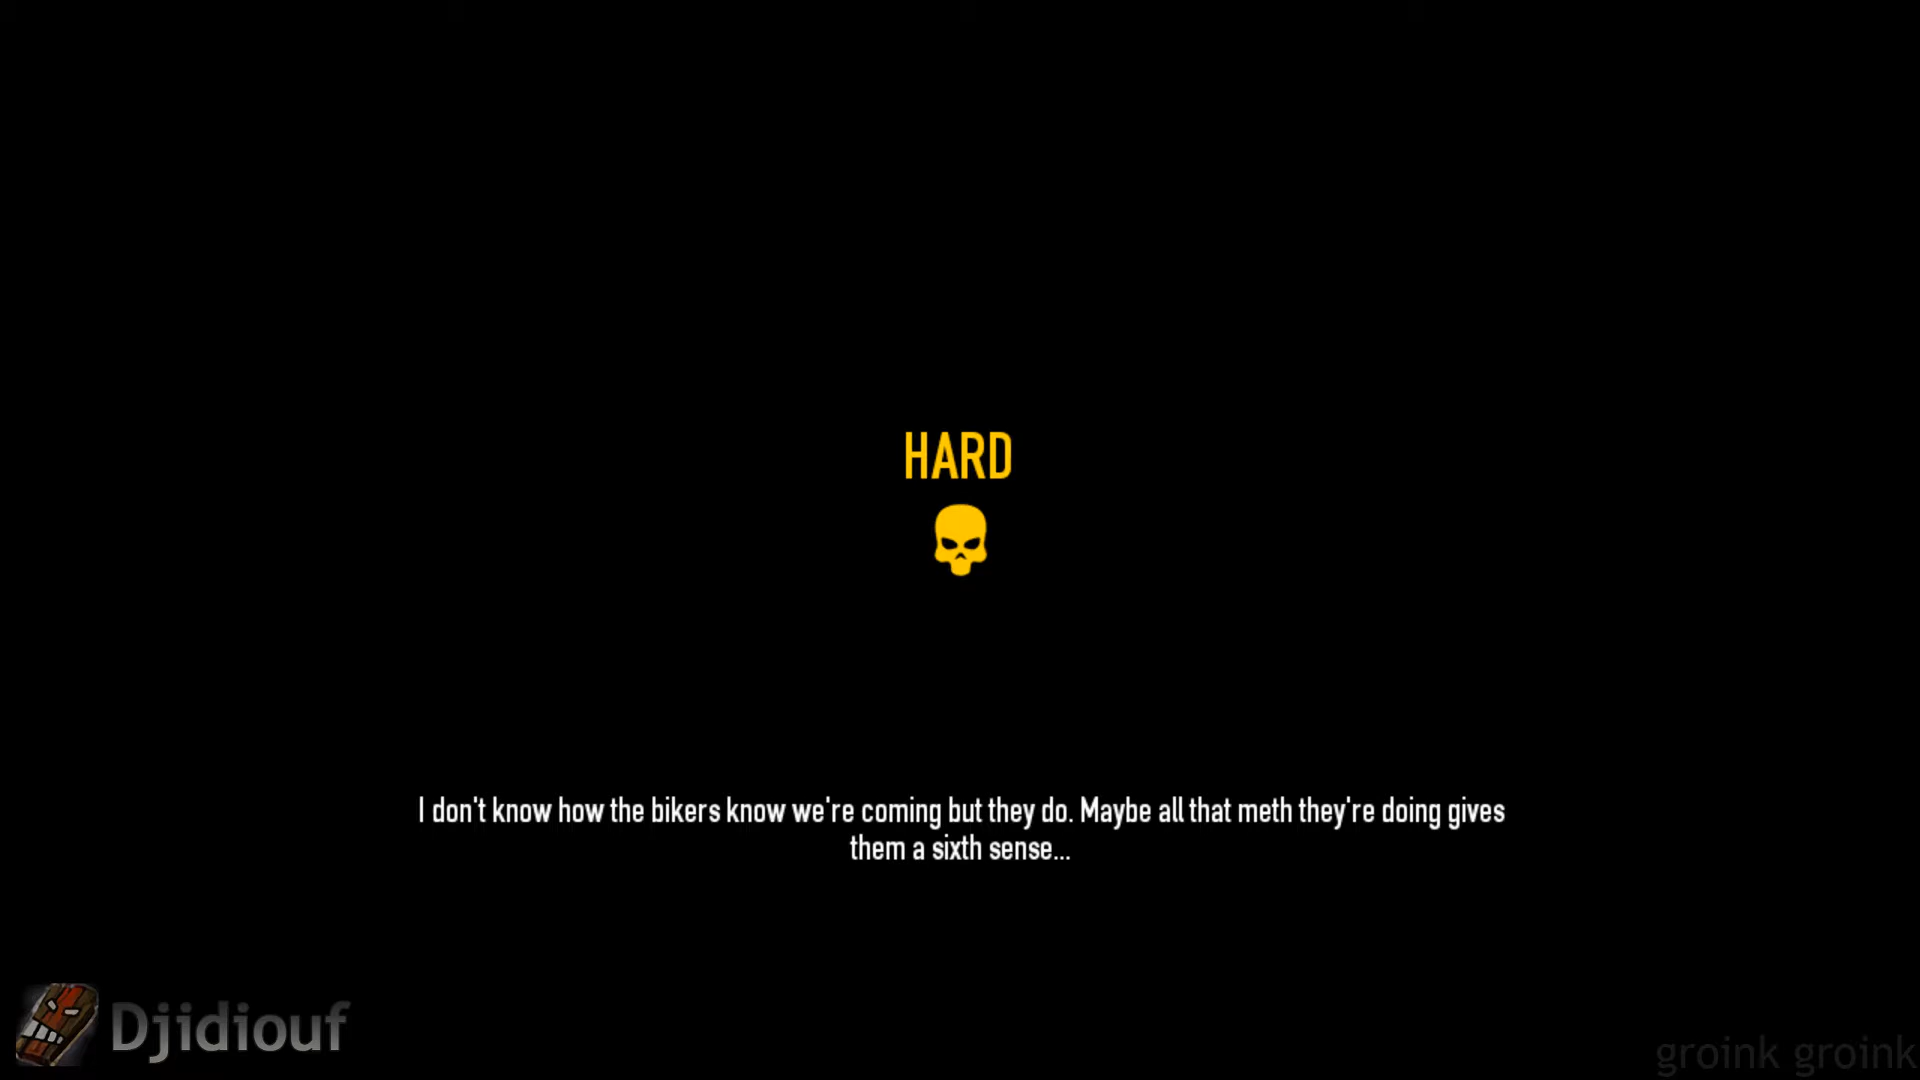 HARD
I don't know how the bikers know we're coming but they do. Maybe all that meth they're doing gives
them a sixth sense...
Djidiouf
groink groink